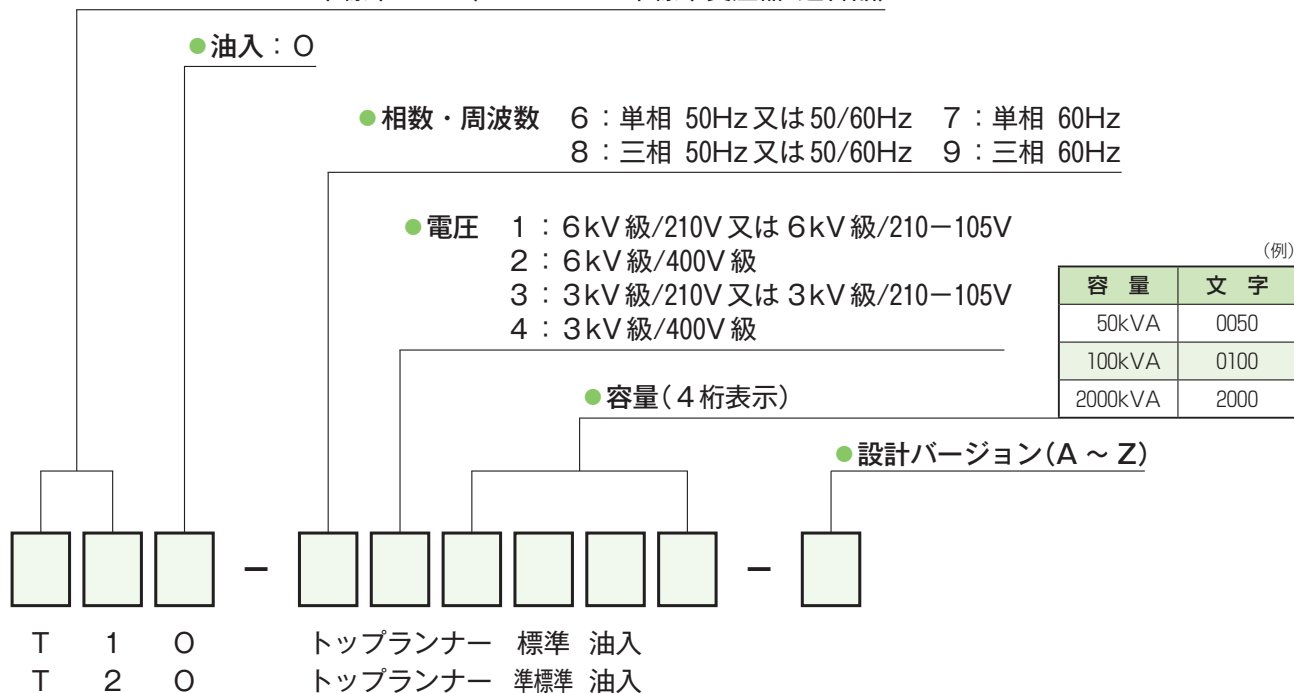 ●油入：O
●相数・周波数　6：単相 50Hz又は50/60Hz　7：単相 60Hz
8：三相 50Hz又は50/60Hz　9：三相 60Hz
●電圧　1：6kV級/210V又は6kV級/210－105V
2：6kV級/400V級
3：3kV級/210V又は3kV級/210－105V
4：3kV級/400V級
(例)
容　量　文　字
50kVA　0050
100kVA　0100
2000kVA　2000
●容量(4桁表示)
●設計バージョン(A ～ Z)
－　－
T　1　O　トップランナー　標準　油入
T　2　O　トップランナー　準標準　油入